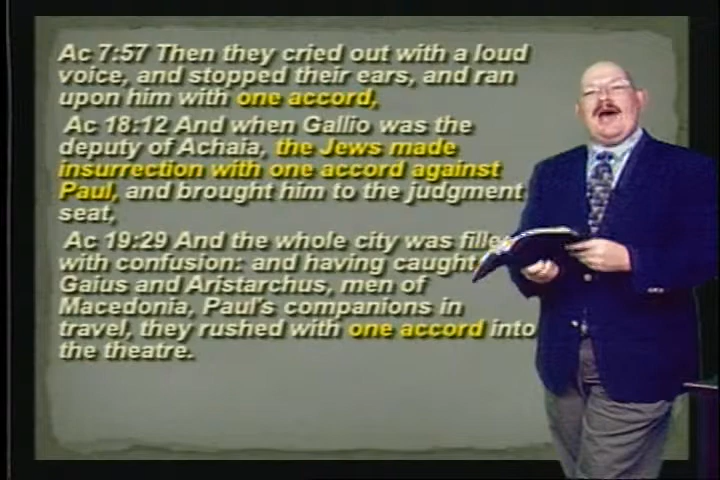 Ac 7:57 Then they cried out with a loud
voice, and stopped their ears, and ran
upon him with one accord,
Ac 18:12 And when Gallio was the
deputy of Achaia, the Jews made
insurrection with one accord against
Paul, and brought him to the judgment
seat,
Ac 19:29 And the whole city was fille
with confusion: and having caught
Gaius and Aristarchus, men of
Macedonia, Paul's companions in
travel, they rushed with one accord into
the theatre.